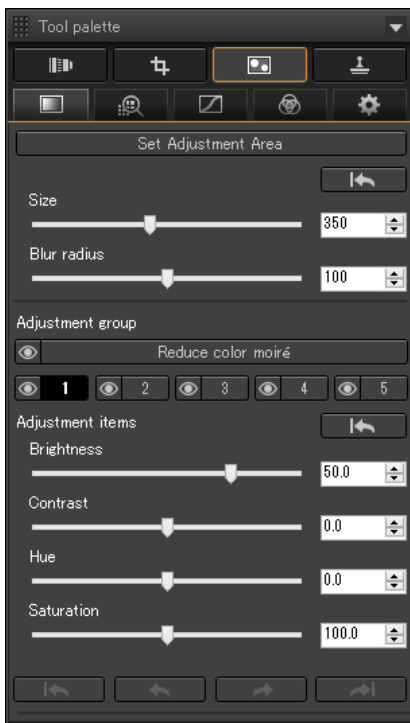 Tool palette
Set Adjustment Area
Size
350
Blur radius
100
Adjustment group
Reduce color moiré
1 2 3 4 5
Adjustment items
Brightness
50.0
Contrast
0.0
Hue
0.0
Saturation
100.0